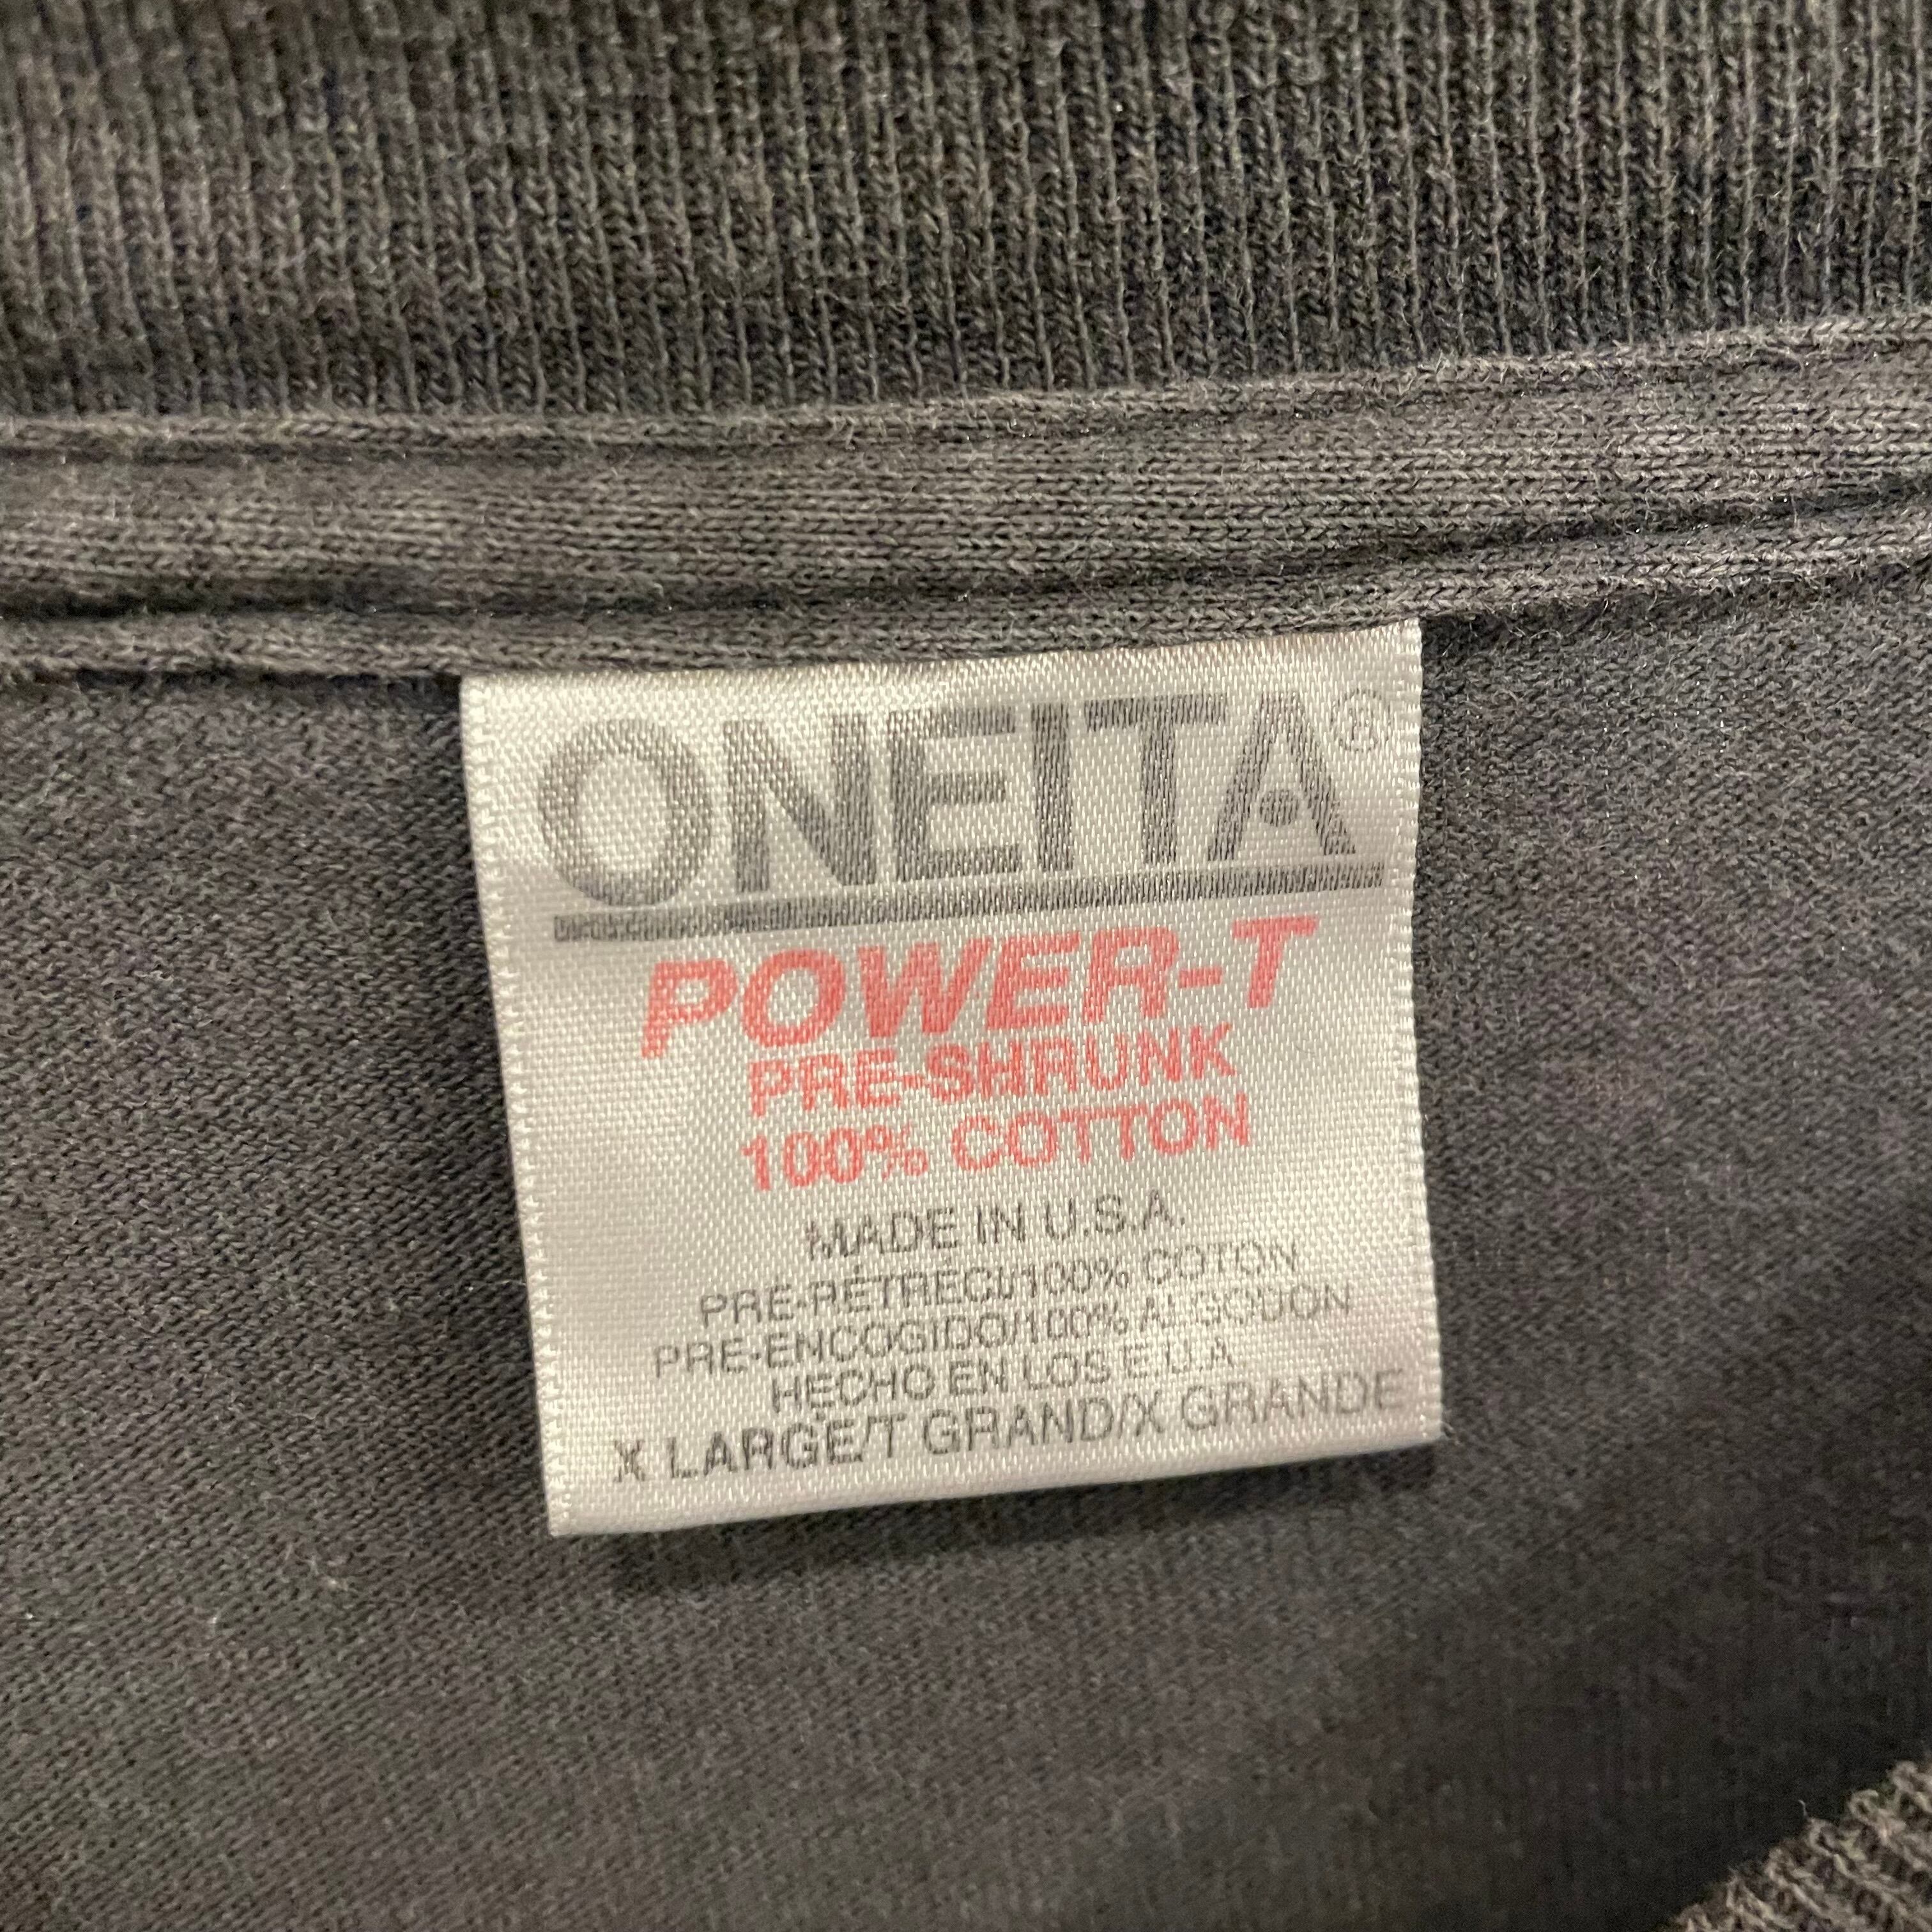 ONEITA®
POWER-T
PRE-SHRUNK
100% COTTON
MADE IN U.S.A.
PRE-RÉTRÉCI/100% COTON
PRE-ENCOGIDO/100% ALGODON
HECHO EN LOS E.U.A
X LARGE/T GRAND/X GRANDE